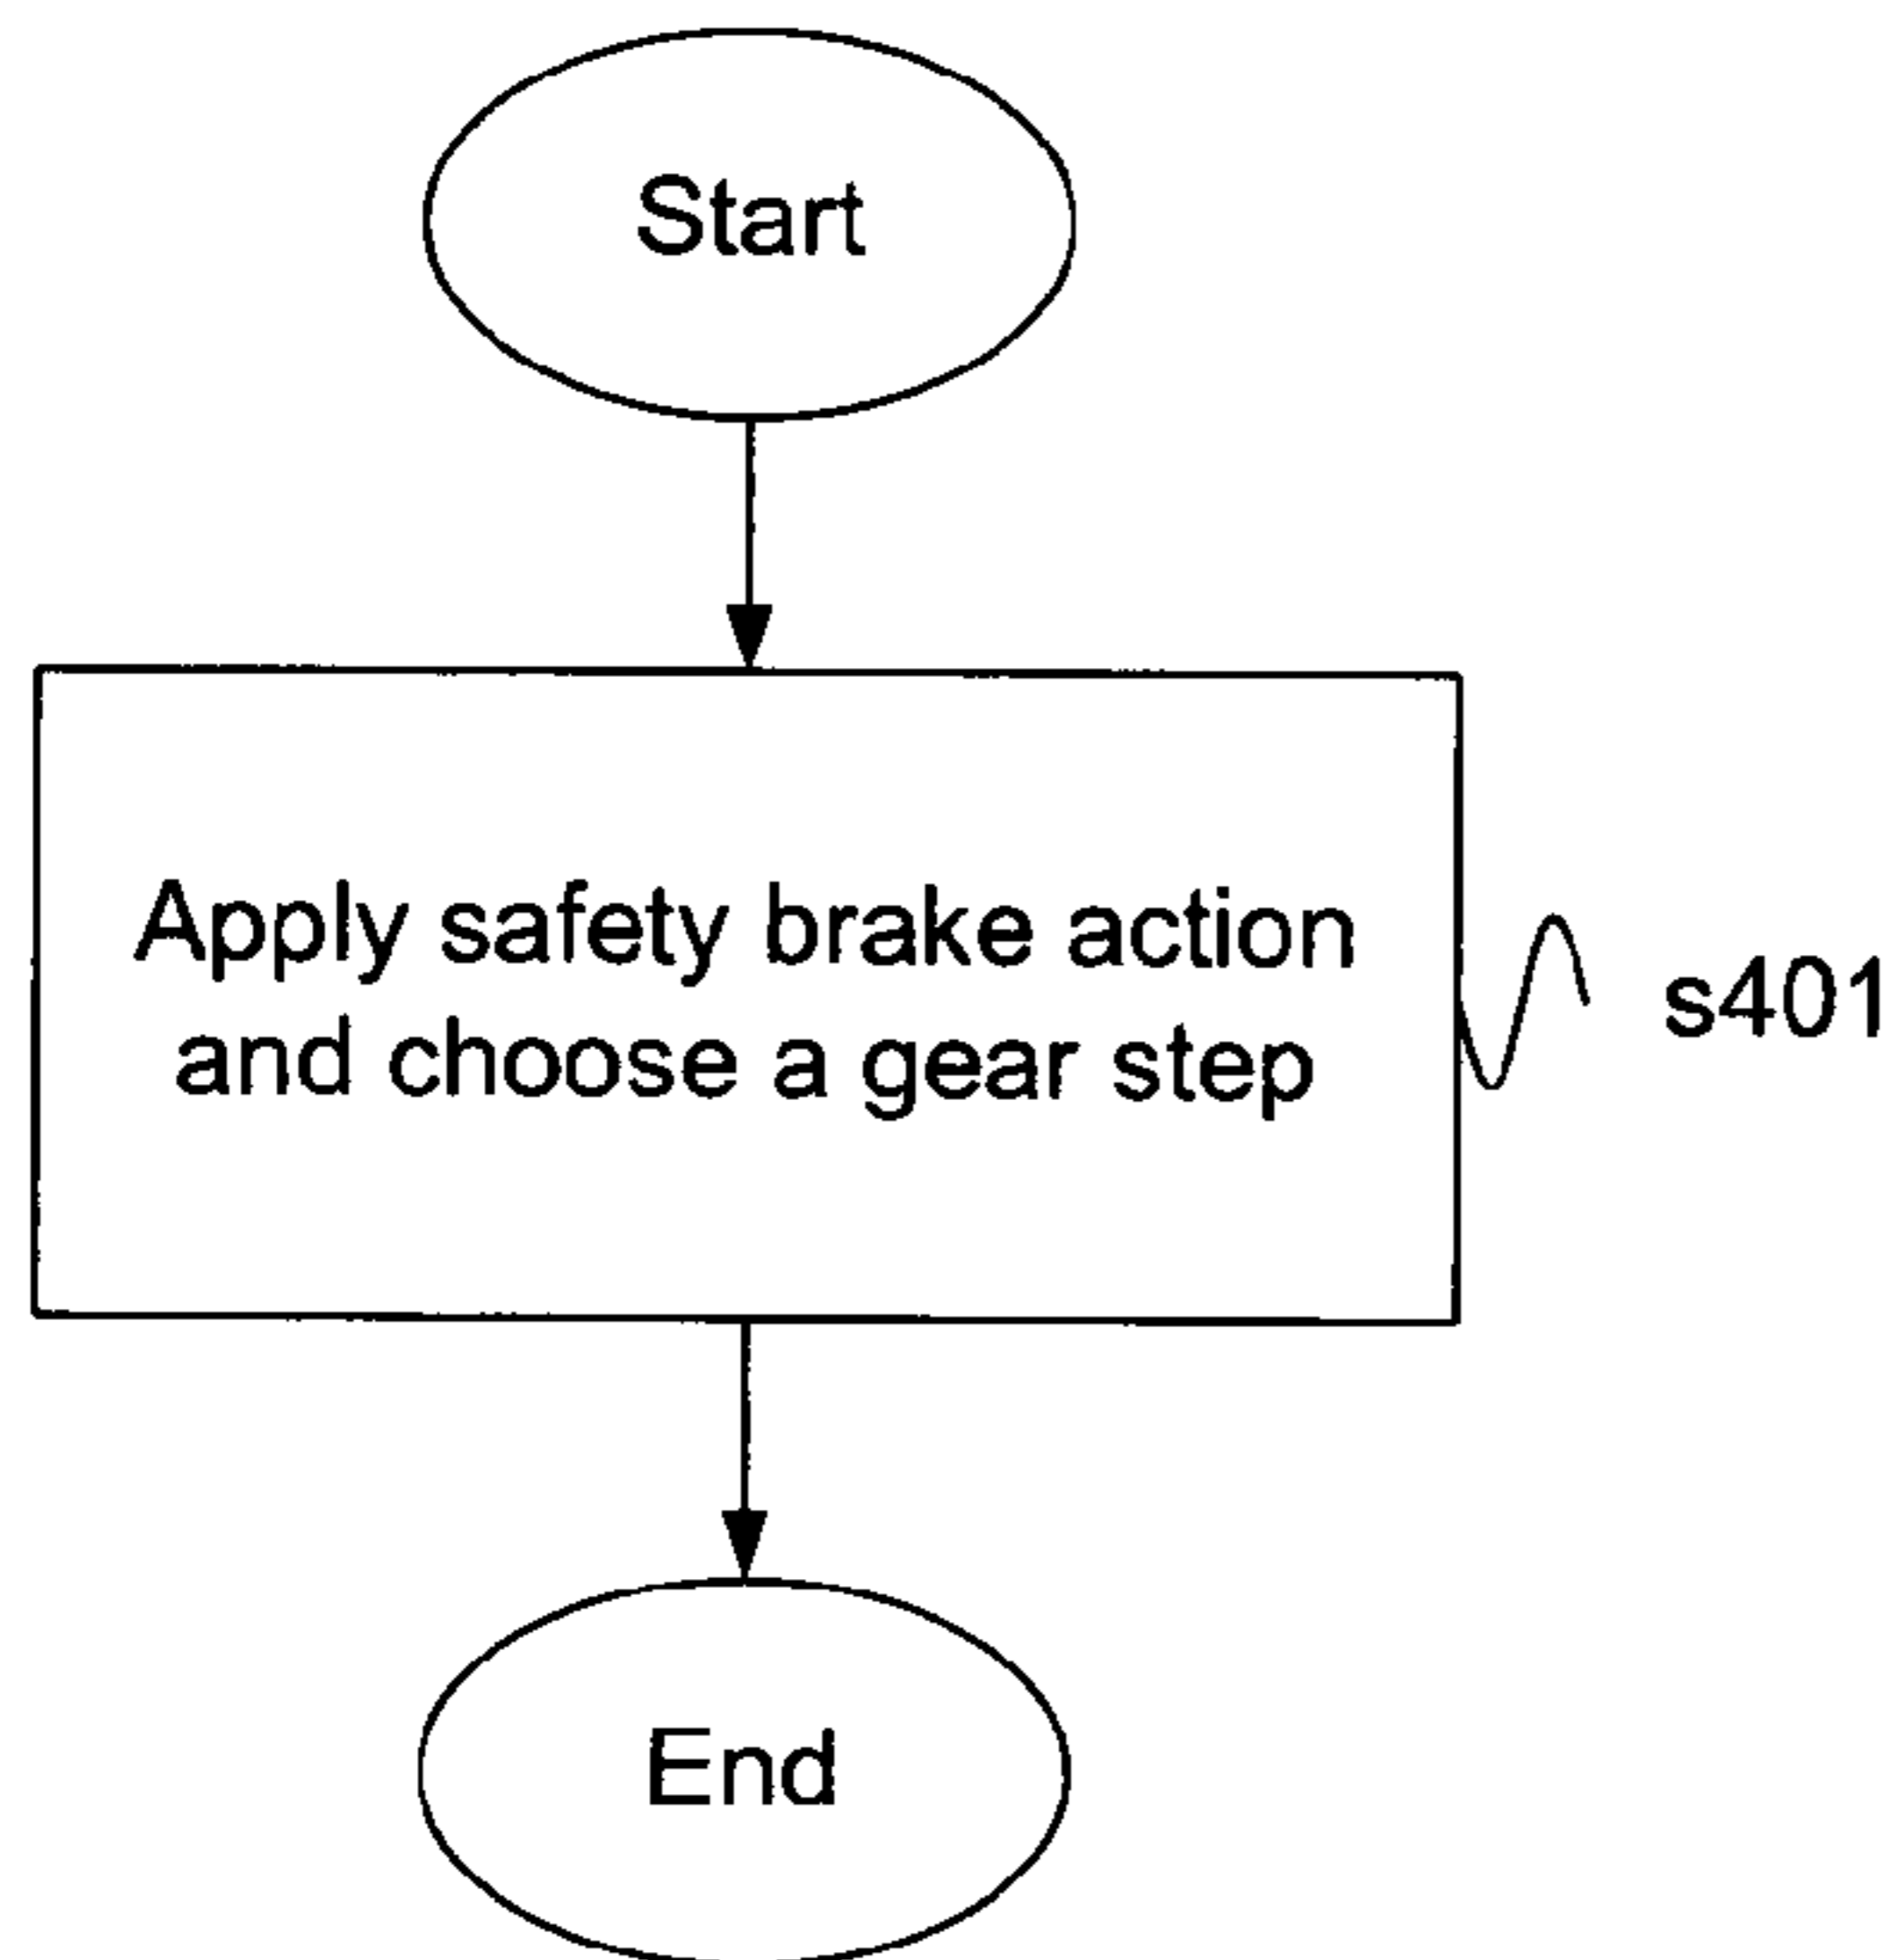 Start
Apply safety brake action
and choose a gear step
s401
End